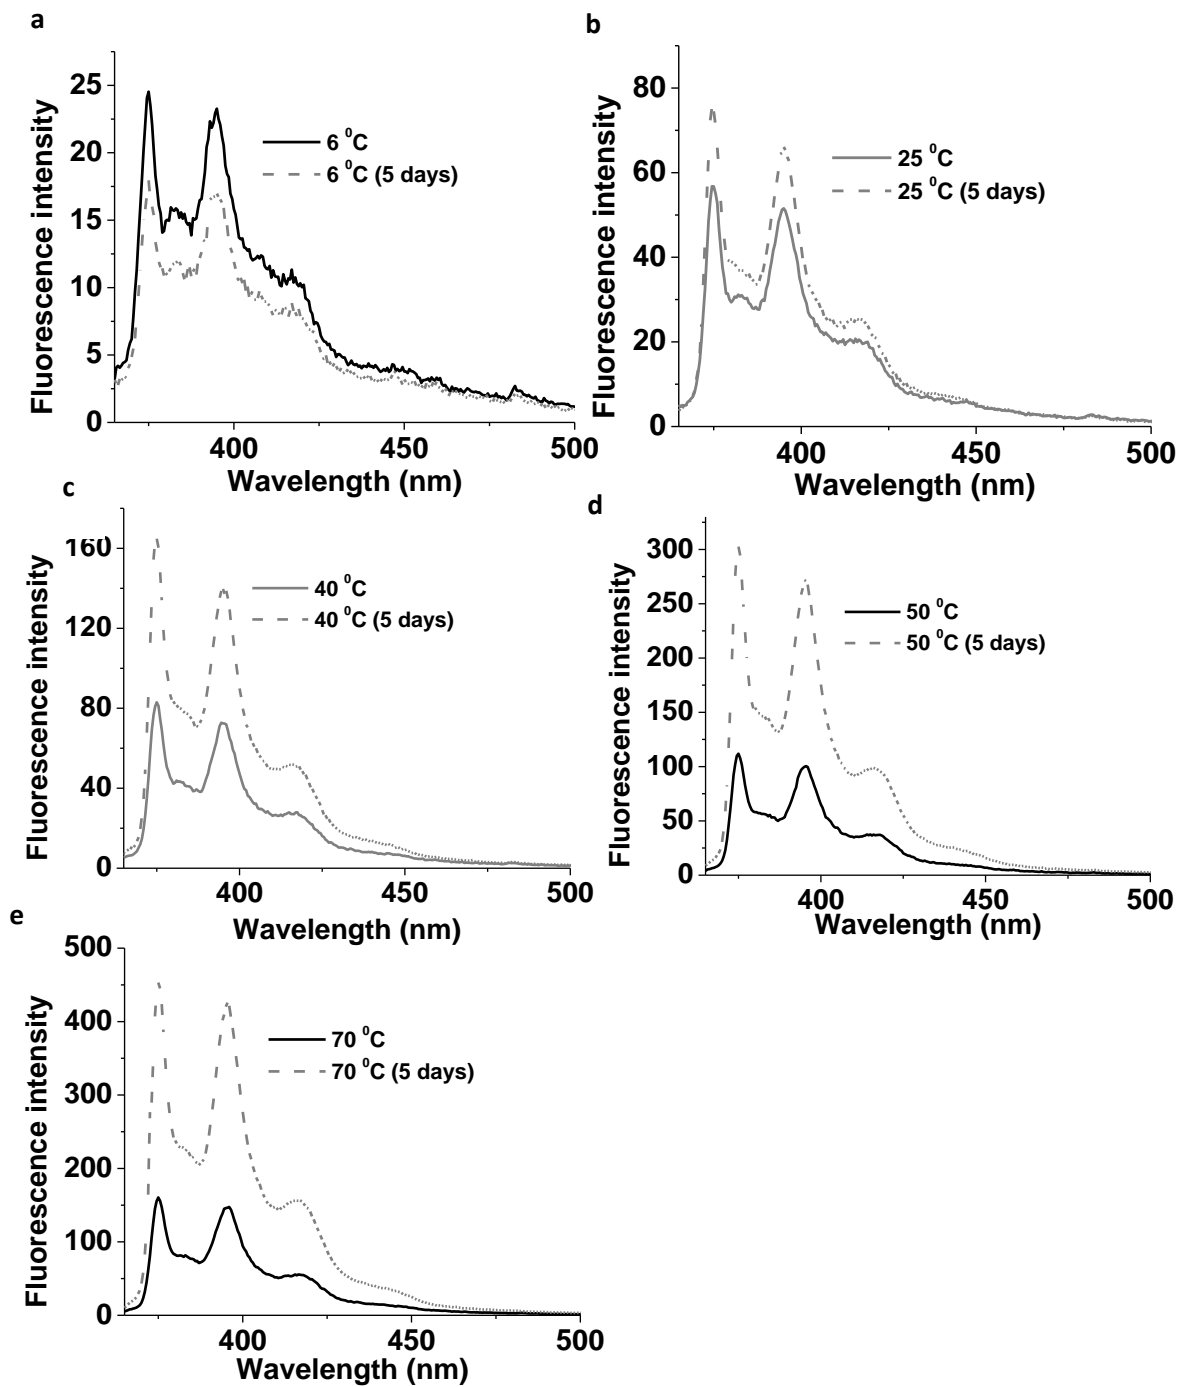 a
25
20
15
10
5
0
Fluorescence intensity
6 ⁰C
6 ⁰C (5 days)
400 450 500
Wavelength (nm)
b
80
60
40
20
0
Fluorescence intensity
25 ⁰C
25 ⁰C (5 days)
400 450 500
Wavelength (nm)
c
160
120
80
40
0
Fluorescence intensity
40 ⁰C
40 ⁰C (5 days)
400 450 500
Wavelength (nm)
d
300
250
200
150
100
50
0
Fluorescence intensity
50 ⁰C
50 ⁰C (5 days)
400 450 500
Wavelength (nm)
e
500
400
300
200
100
0
Fluorescence intensity
70 ⁰C
70 ⁰C (5 days)
400 450 500
Wavelength (nm)